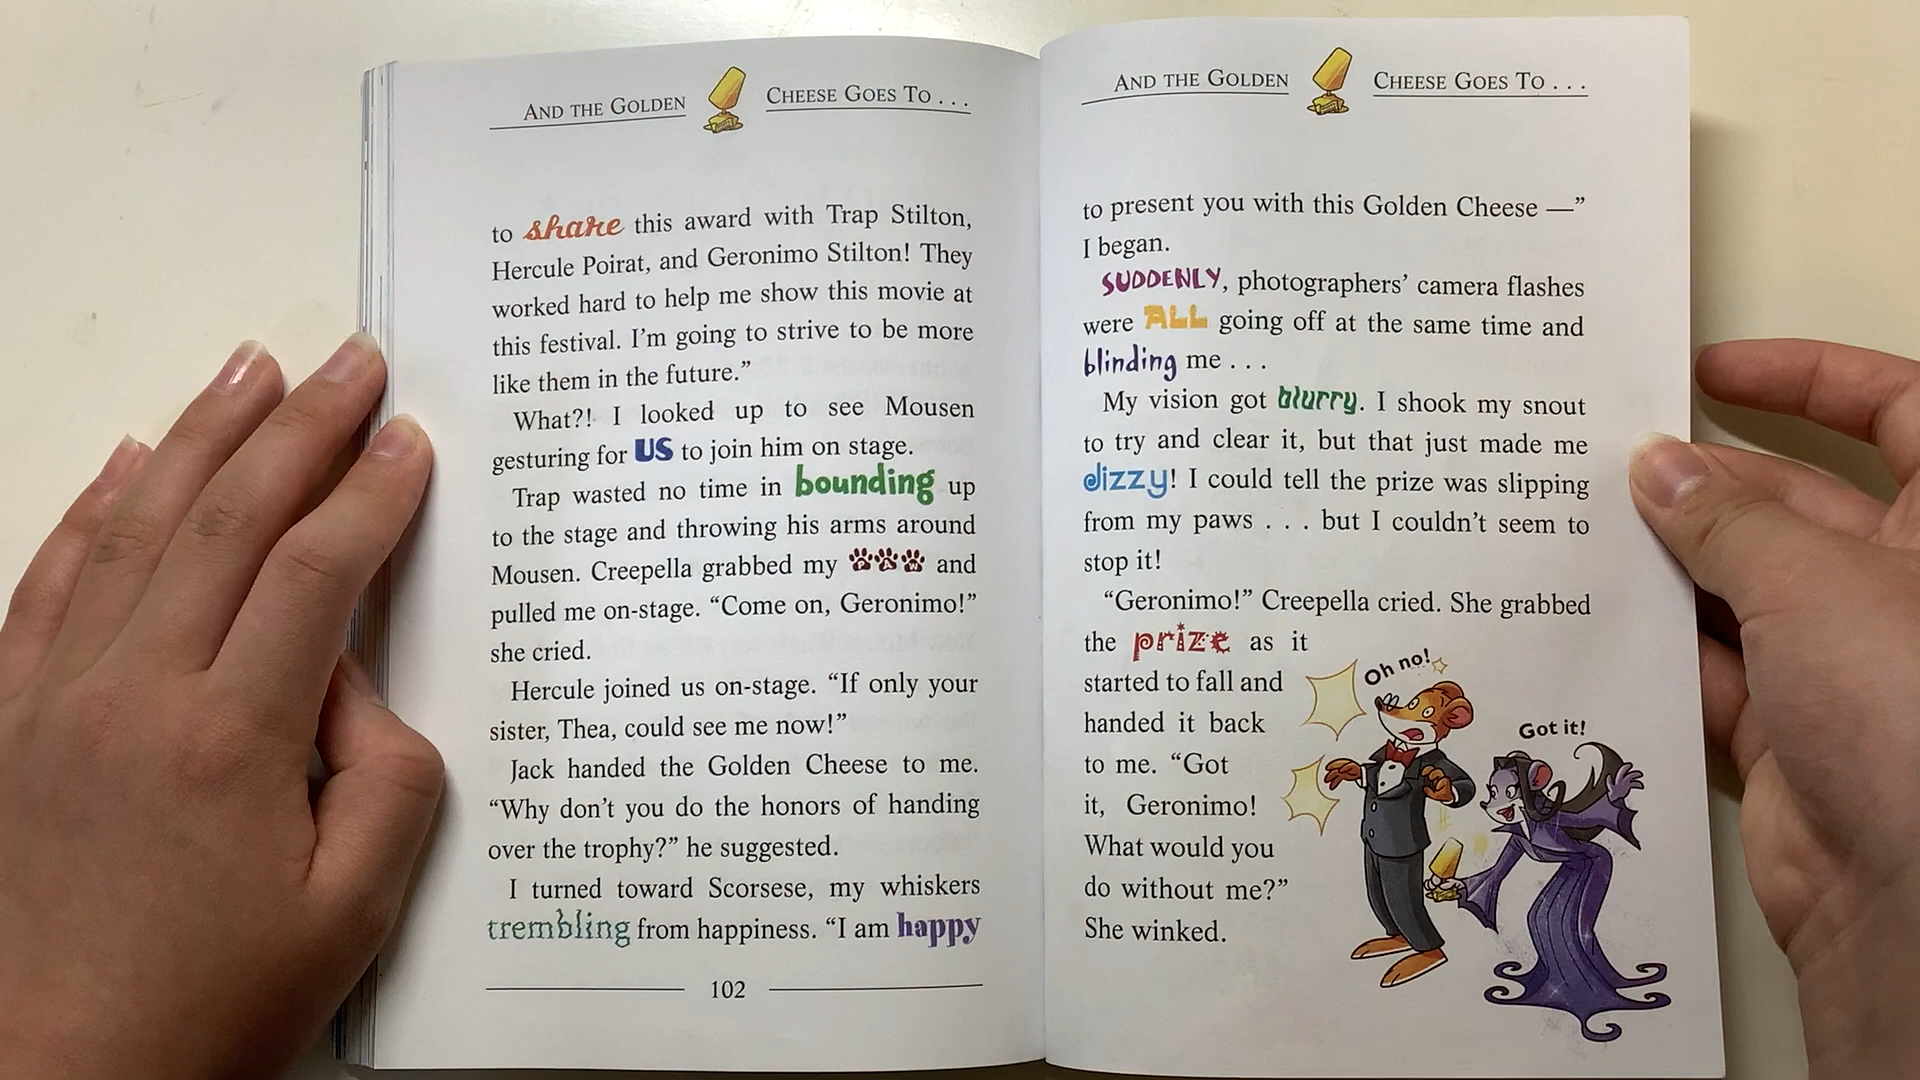 AND THE GOLDEN CHEESE GOES TO . . .
to share this award with Trap Stilton,
Hercule Poirat, and Geronimo Stilton! They
worked hard to help me show this movie at
this festival. I’m going to strive to be more
like them in the future.”
What?! I looked up to see Mousen
gesturing for US to join him on stage.
Trap wasted no time in bounding up
to the stage and throwing his arms around
Mousen. Creepella grabbed my PAW and
pulled me on-stage. “Come on, Geronimo!”
she cried.
Hercule joined us on-stage. “If only your
sister, Thea, could see me now!”
Jack handed the Golden Cheese to me.
“Why don’t you do the honors of handing
over the trophy?” he suggested.
I turned toward Scorsese, my whiskers
trembling from happiness. “I am happy
102
AND THE GOLDEN CHEESE GOES TO . . .
to present you with this Golden Cheese —”
I began.
SUDDENLY, photographers’ camera flashes
were ALL going off at the same time and
blinding me . . .
My vision got blurry. I shook my snout
to try and clear it, but that just made me
dizzy! I could tell the prize was slipping
from my paws . . . but I couldn’t seem to
stop it!
“Geronimo!” Creepella cried. She grabbed
the prize as it
started to fall and
handed it back
to me. “Got
it, Geronimo!
What would you
do without me?”
She winked.
Oh no!
Got it!